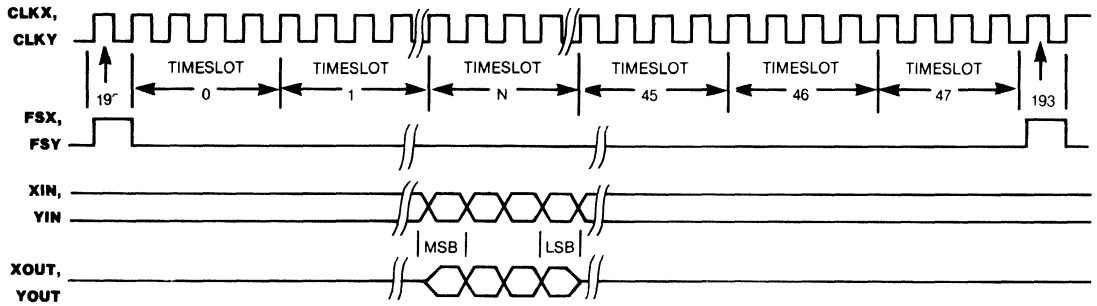 CLKX,
CLKY
TIMESLOT TIMESLOT TIMESLOT TIMESLOT TIMESLOT TIMESLOT
0 1 N 45 46 47 193
FSX,
FSY
XIN,
YIN
MSB LSB
XOUT,
YOUT